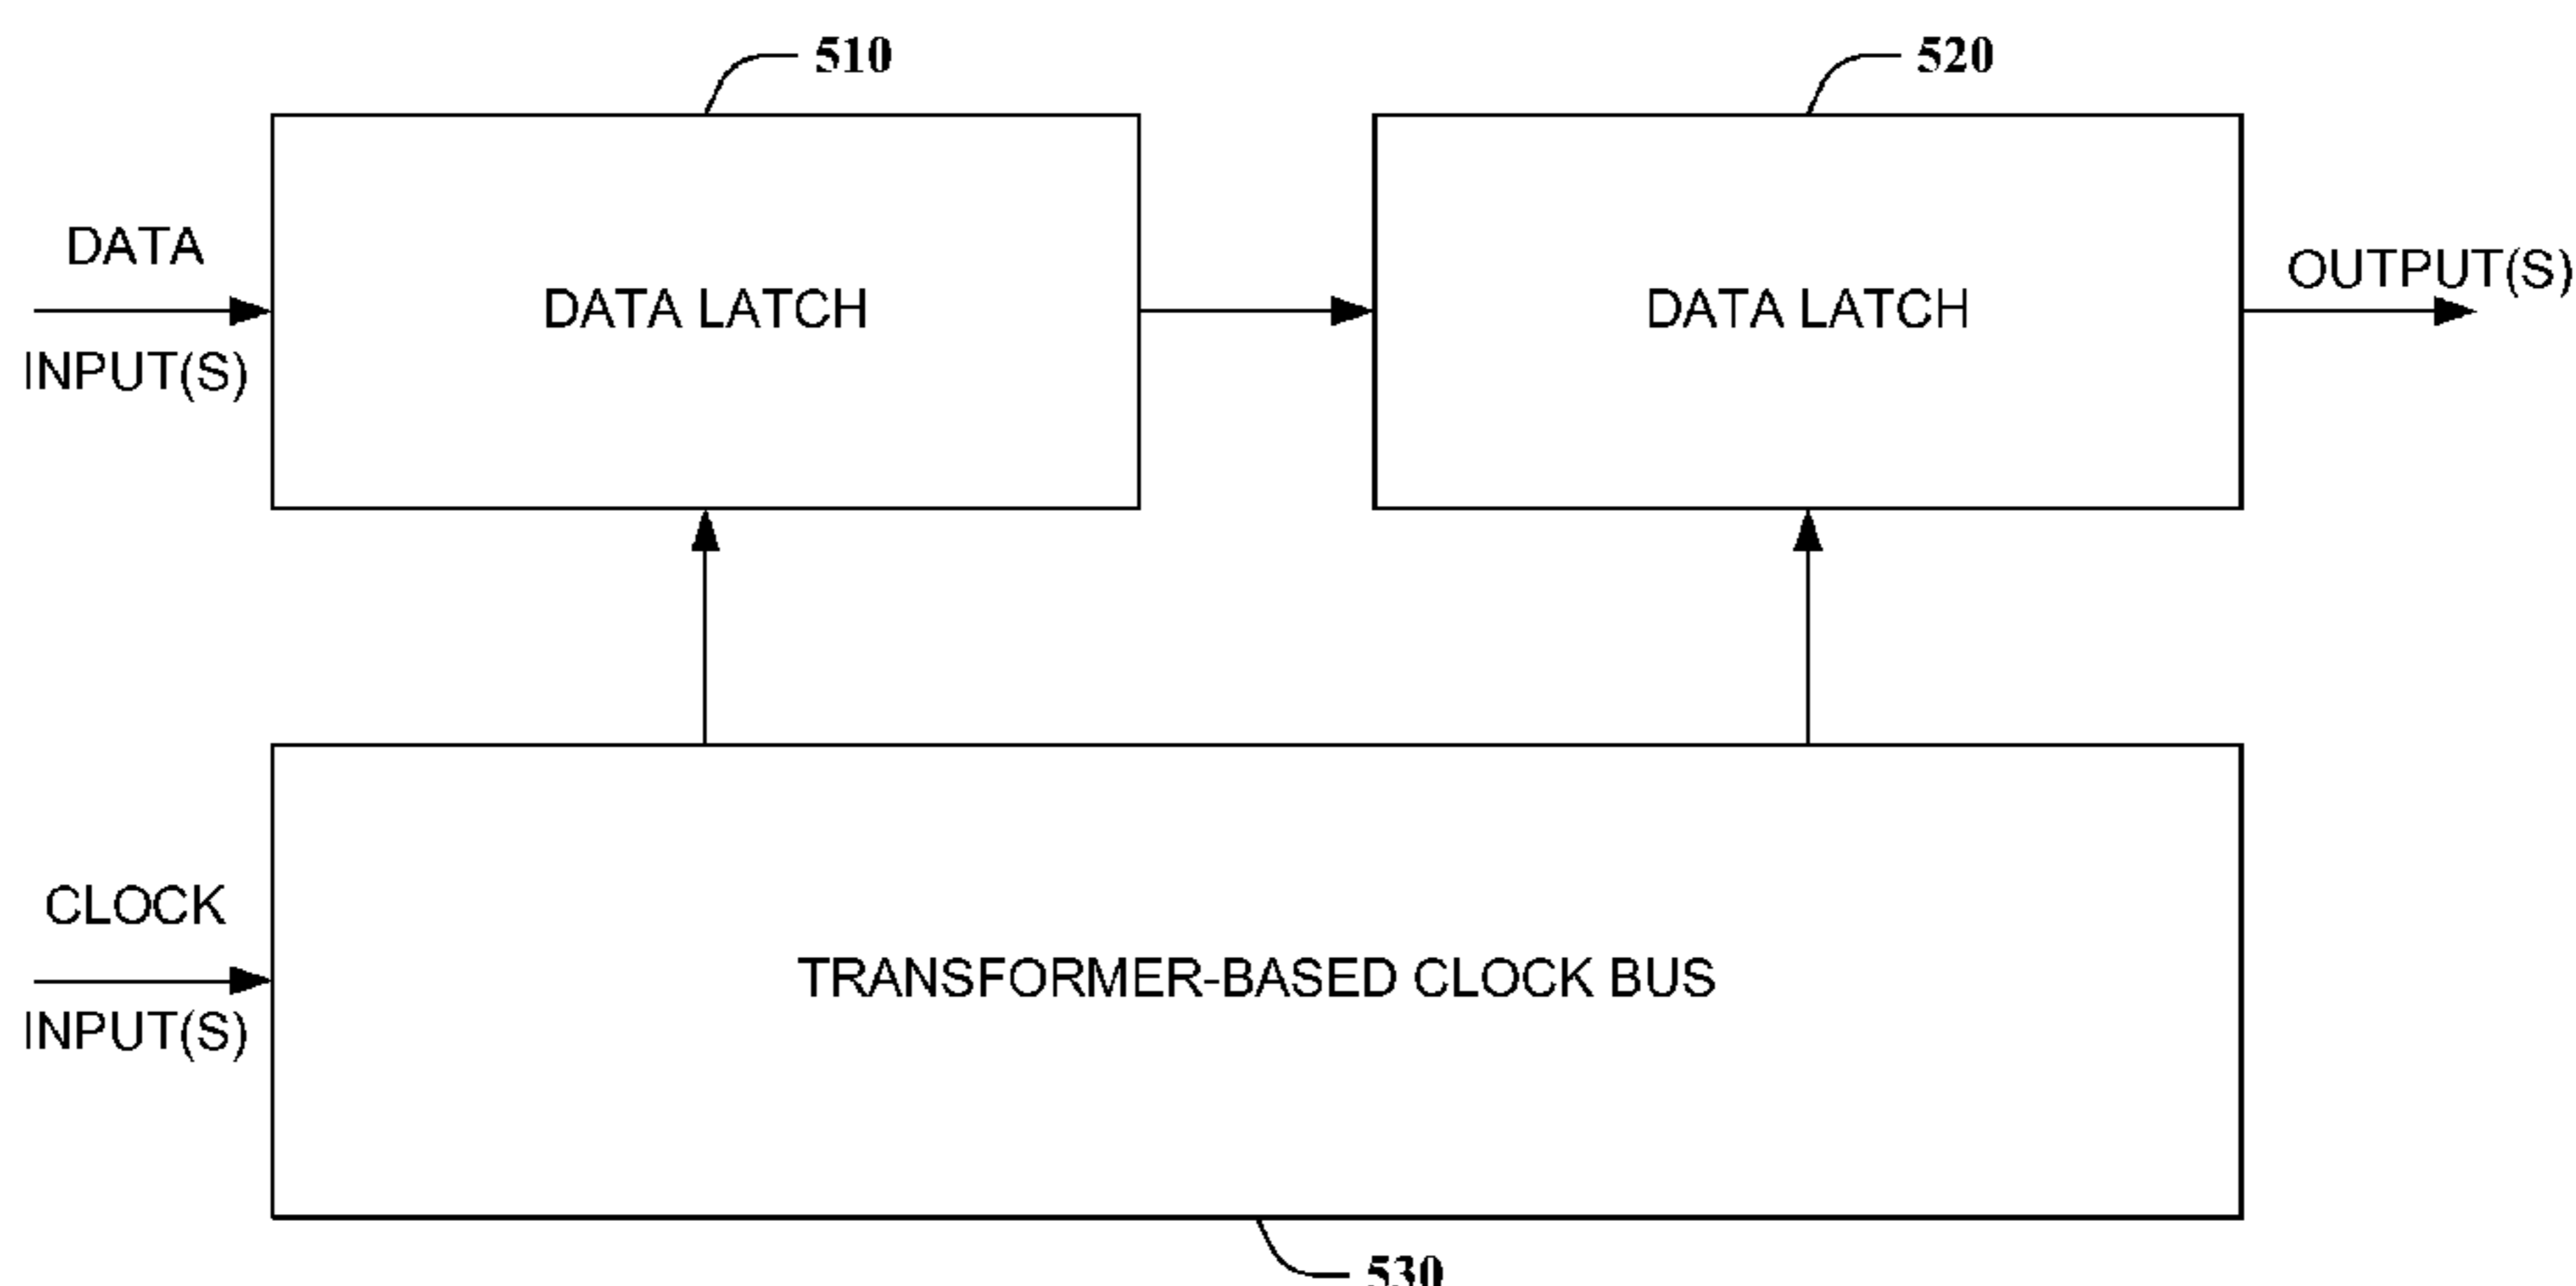 510
520
DATA
INPUT(S)
DATA LATCH
DATA LATCH
OUTPUT(S)
CLOCK
INPUT(S)
TRANSFORMER-BASED CLOCK BUS
530